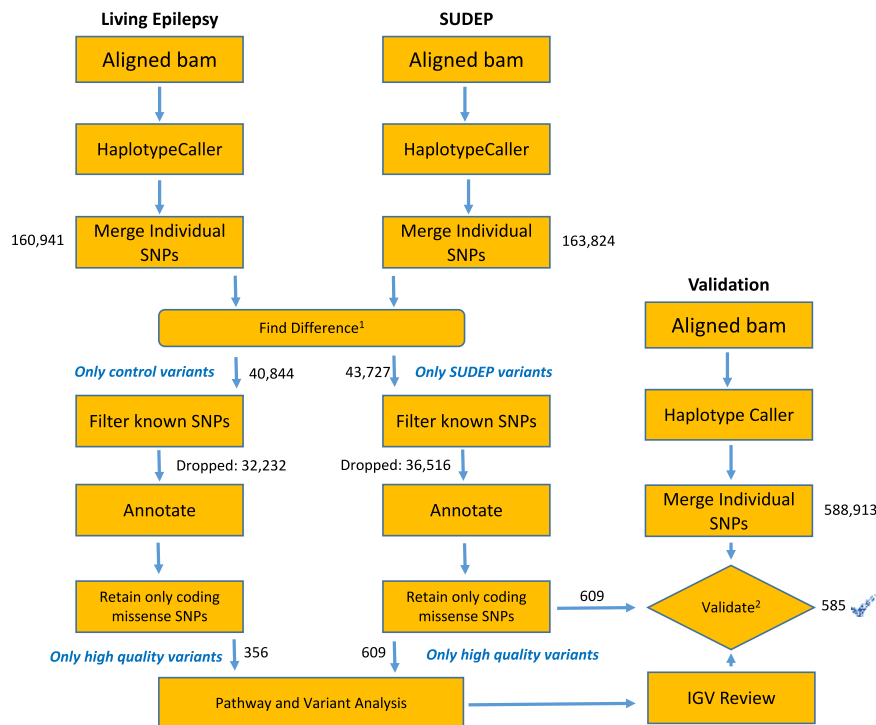 Living Epilepsy
SUDEP
Aligned bam
Aligned bam
HaplotypeCaller
HaplotypeCaller
160,941
Merge Individual
SNPs
Merge Individual
SNPs
163,824
Find Difference1
Only control variants
40,844
43,727
Only SUDEP variants
Filter known SNPs
Filter known SNPs
Dropped: 32,232
Dropped: 36,516
Annotate
Annotate
Retain only coding
missense SNPs
Retain only coding
missense SNPs
609
Only high quality variants
356
609
Only high quality variants
Pathway and Variant Analysis
Validation
Aligned bam
Haplotype Caller
Merge Individual
SNPs
588,913
Validate2
585
IGV Review